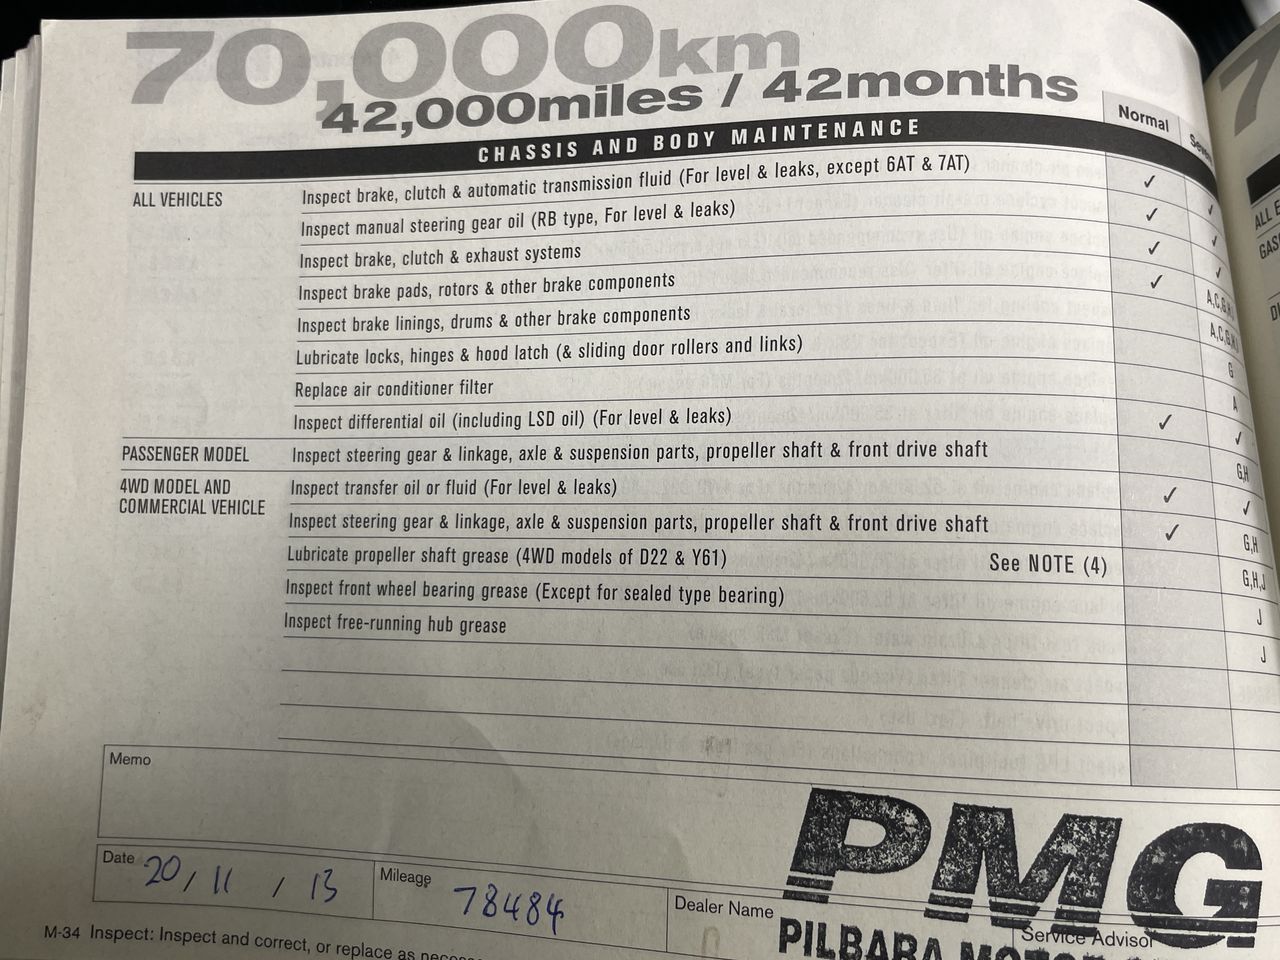 70,000km
42,000miles / 42months
Normal
CHASSIS AND BODY MAINTENANCE
ALL VEHICLES Inspect brake, clutch & automatic transmission fluid (For level & leaks, except 6AT & 7AT) ✓ ✓
Inspect manual steering gear oil (RB type, For level & leaks) ✓ ✓
Inspect brake, clutch & exhaust systems ✓ ✓
Inspect brake pads, rotors & other brake components ✓ A,C,G,H
Inspect brake linings, drums & other brake components A,C,G,H
Lubricate locks, hinges & hood latch (& sliding door rollers and links) G
Replace air conditioner filter A
Inspect differential oil (including LSD oil) (For level & leaks) ✓ ✓
PASSENGER MODEL Inspect steering gear & linkage, axle & suspension parts, propeller shaft & front drive shaft G,H
4WD MODEL AND Inspect transfer oil or fluid (For level & leaks) ✓ ✓
COMMERCIAL VEHICLE Inspect steering gear & linkage, axle & suspension parts, propeller shaft & front drive shaft ✓ G,H
Lubricate propeller shaft grease (4WD models of D22 & Y61) See NOTE (4) G,H,J
Inspect front wheel bearing grease (Except for sealed type bearing) J
Inspect free-running hub grease J
Memo
PMG
Date 20/11/13 Mileage 78484 Dealer Name
PILBARA
Service Advisor
M-34 Inspect: Inspect and correct, or replace as
7
ALL